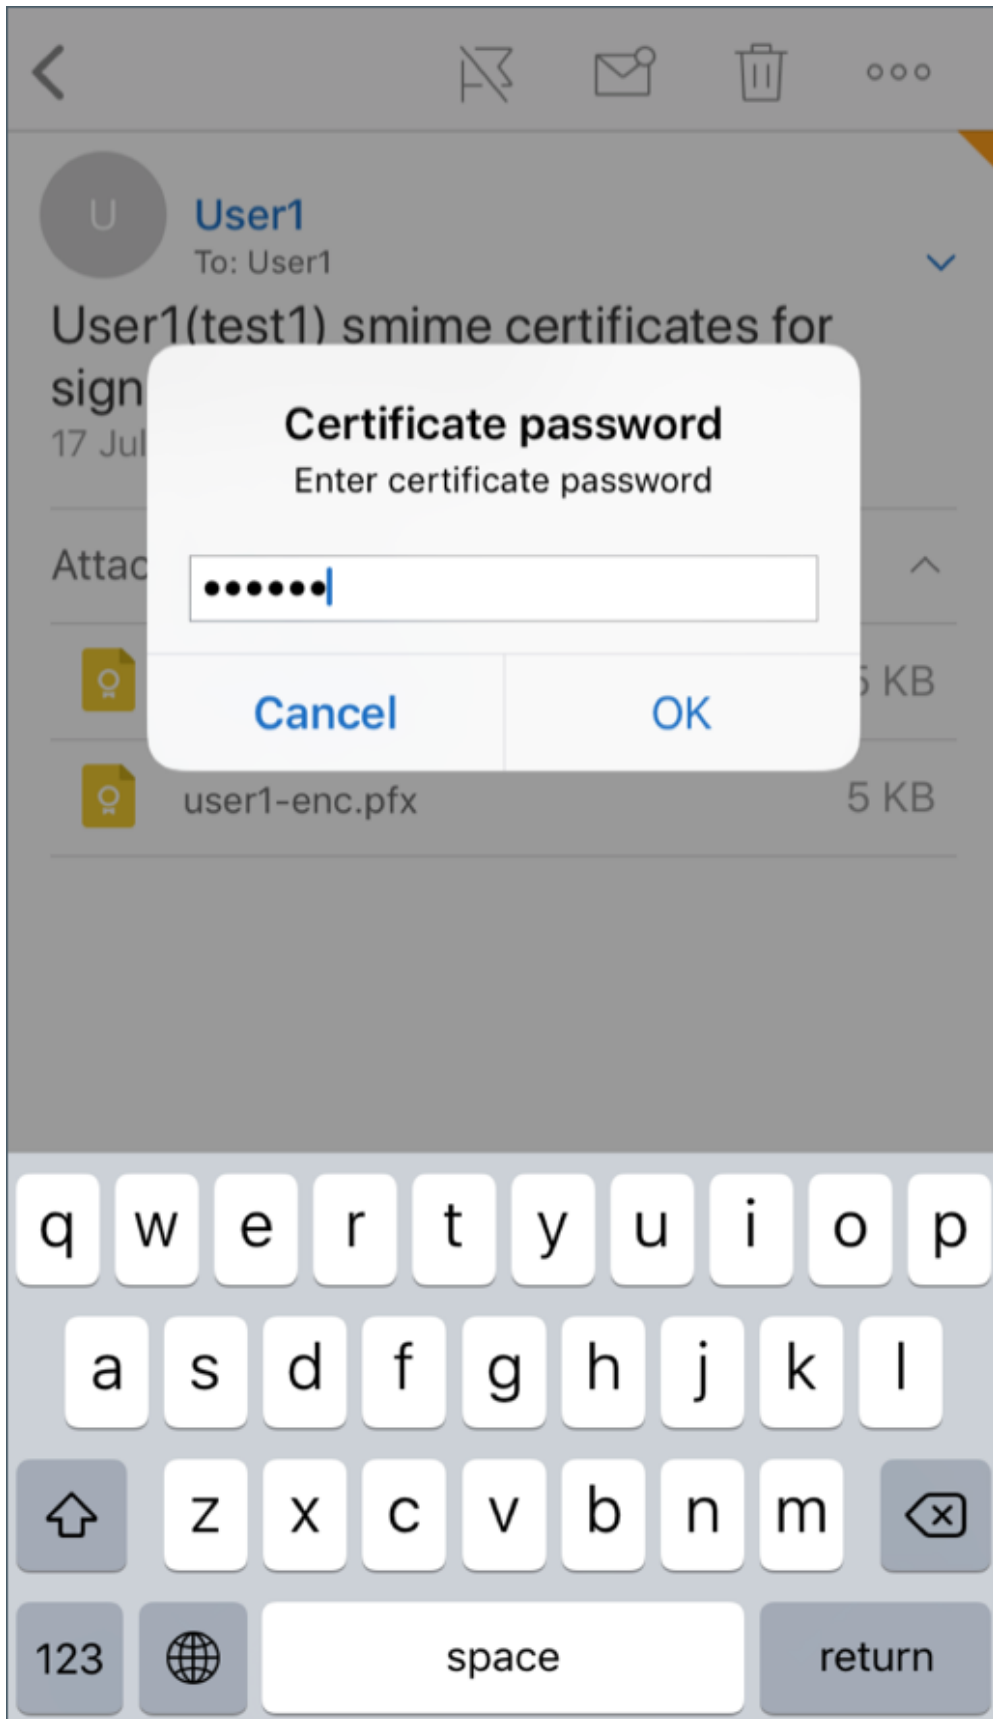 U
User1
To: User1
User1(test1) smime certificates for
sign
17 Jul
Certificate password
Enter certificate password
••••••
Attac
Cancel
OK
5 KB
user1-enc.pfx
5 KB
q w e r t y u i o p
a s d f g h j k l
z x c v b n m
123
space
return